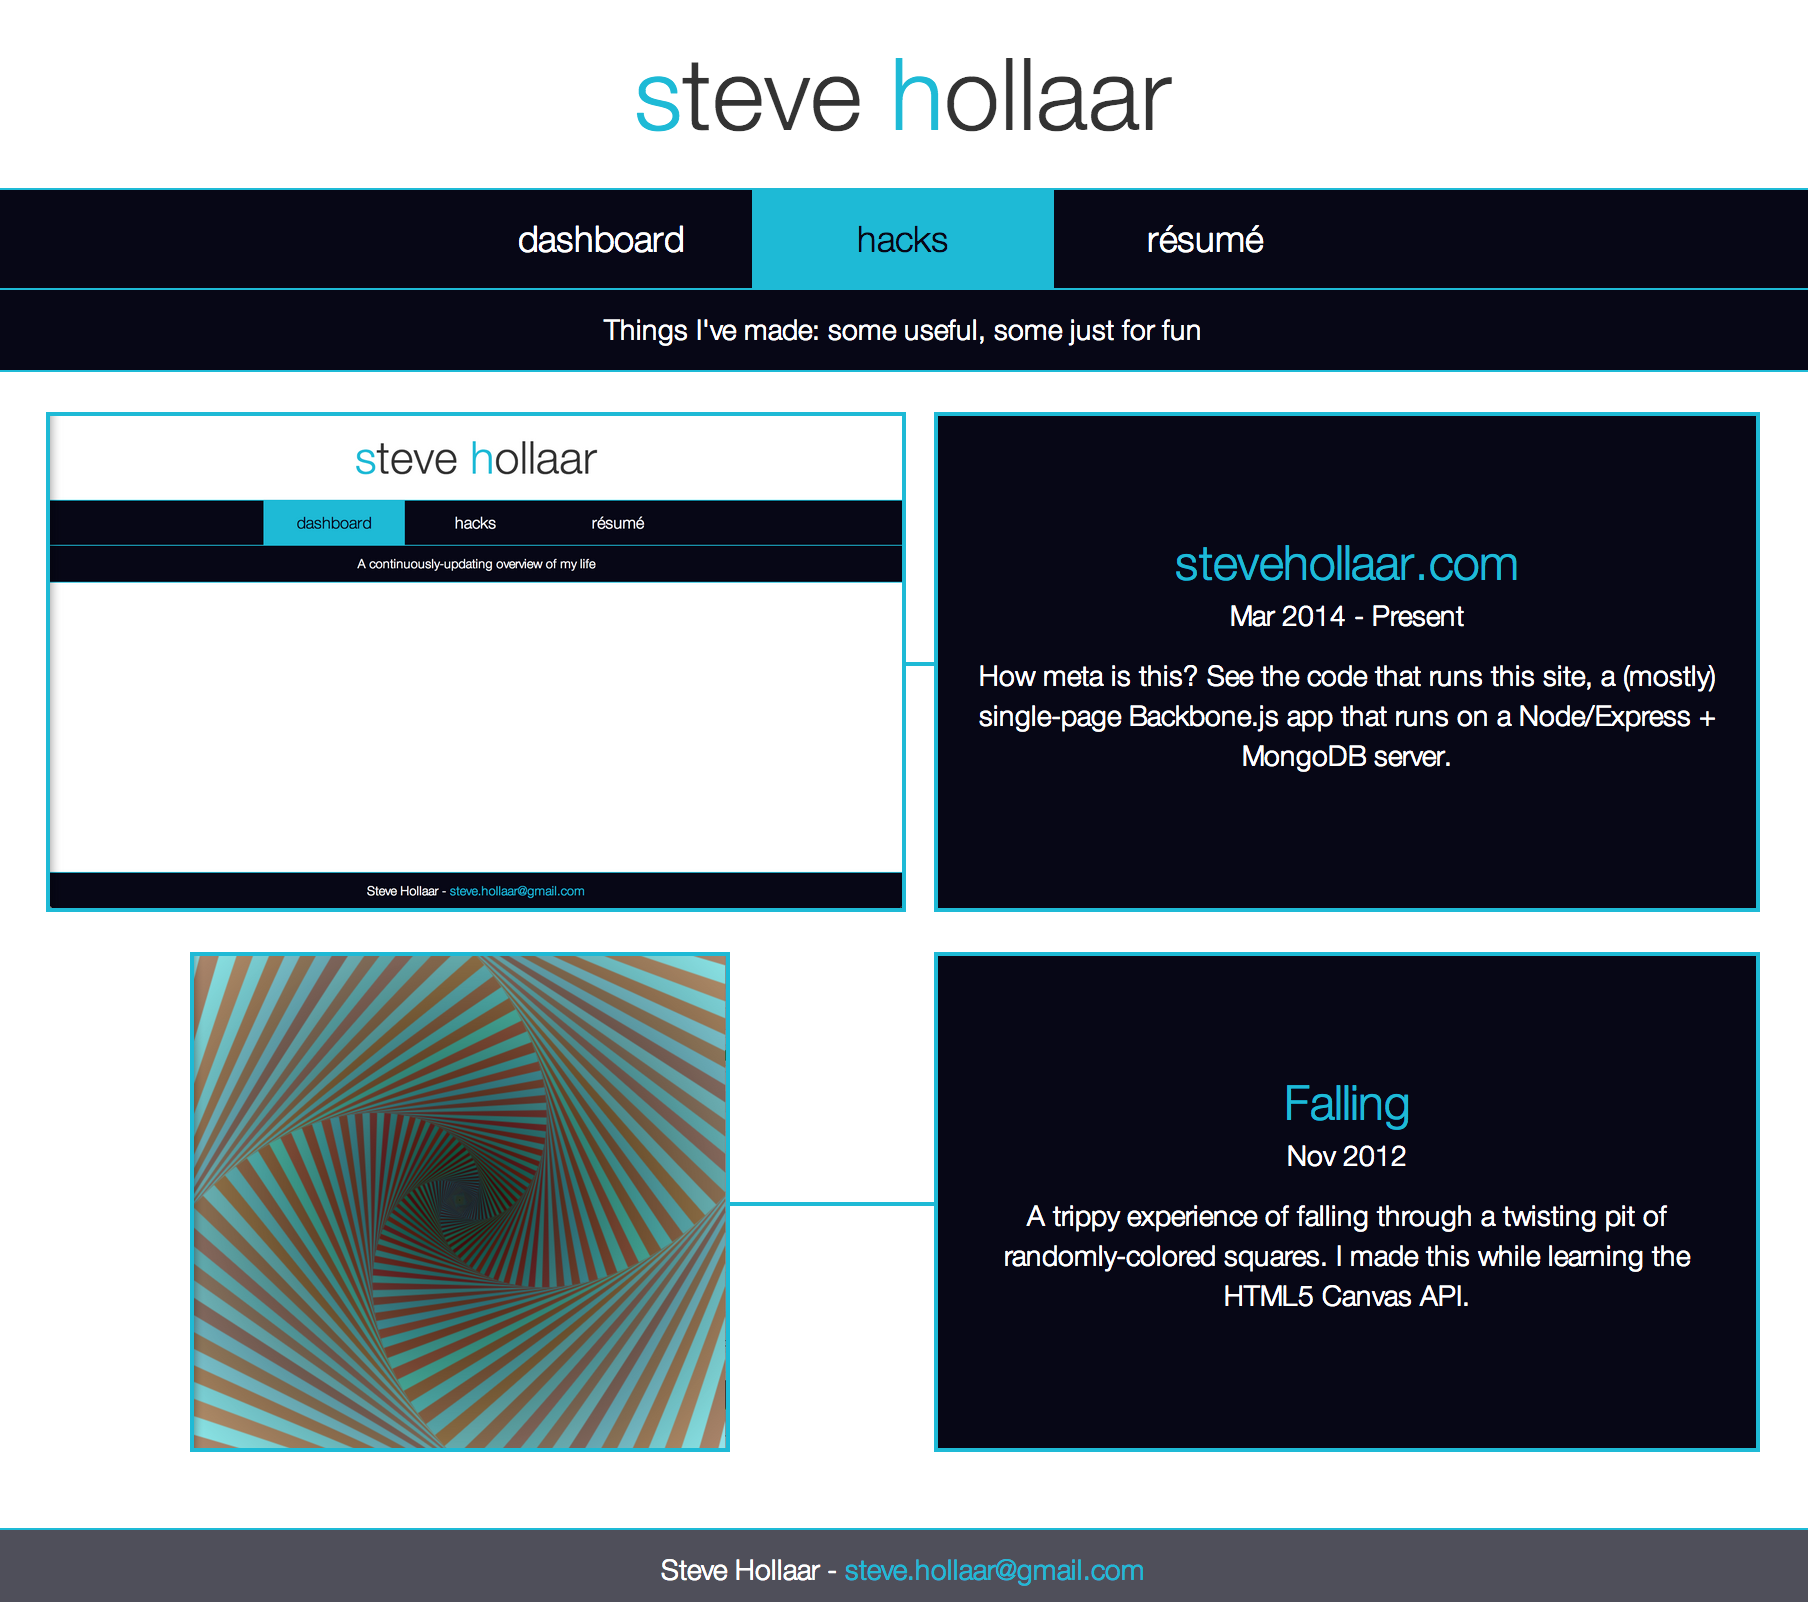 steve hollaar
dashboard hacks résumé
Things I've made: some useful, some just for fun
steve hollaar
dashboard hacks résumé
A continuously-updating overview of my life
Steve Hollaar - steve.hollaar@gmail.com
stevehollaar.com
Mar 2014 - Present
How meta is this? See the code that runs this site, a (mostly)
single-page Backbone.js app that runs on a Node/Express +
MongoDB server.
Falling
Nov 2012
A trippy experience of falling through a twisting pit of
randomly-colored squares. I made this while learning the
HTML5 Canvas API.
Steve Hollaar - steve.hollaar@gmail.com